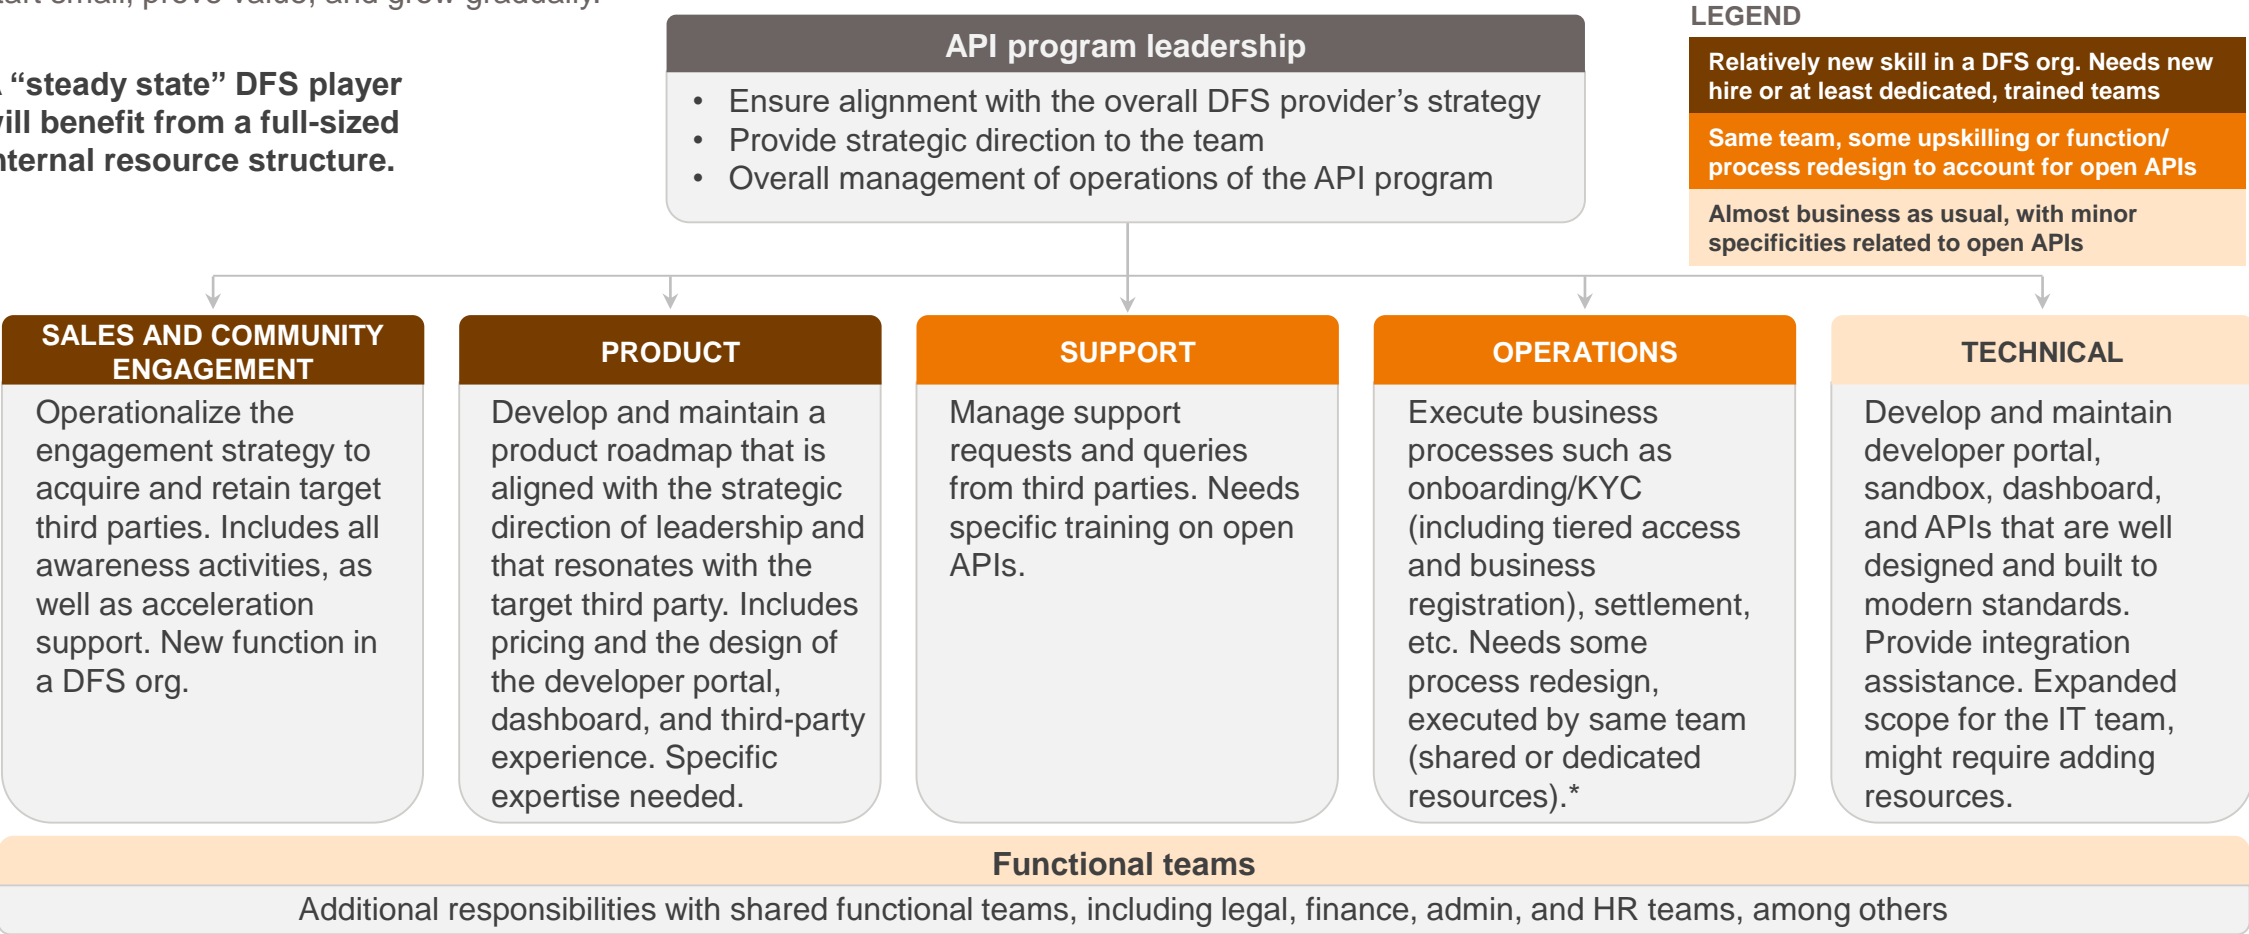 tart small, prove value, and grow gradually.
“steady state” DFS player
will benefit from a full-sized
internal resource structure.
API program leadership
• Ensure alignment with the overall DFS provider’s strategy
• Provide strategic direction to the team
• Overall management of operations of the API program
LEGEND
Relatively new skill in a DFS org. Needs new
hire or at least dedicated, trained teams
Same team, some upskilling or function/
process redesign to account for open APIs
Almost business as usual, with minor
specificities related to open APIs
SALES AND COMMUNITY
ENGAGEMENT
Operationalize the
engagement strategy to
acquire and retain target
third parties. Includes all
awareness activities, as
well as acceleration
support. New function in
a DFS org.
PRODUCT
Develop and maintain a
product roadmap that is
aligned with the strategic
direction of leadership and
that resonates with the
target third party. Includes
pricing and the design of
the developer portal,
dashboard, and third-party
experience. Specific
expertise needed.
SUPPORT
Manage support
requests and queries
from third parties. Needs
specific training on open
APIs.
OPERATIONS
Execute business
processes such as
onboarding/KYC
(including tiered access
and business
registration), settlement,
etc. Needs some
process redesign,
executed by same team
(shared or dedicated
resources).*
TECHNICAL
Develop and maintain
developer portal,
sandbox, dashboard,
and APIs that are well
designed and built to
modern standards.
Provide integration
assistance. Expanded
scope for the IT team,
might require adding
resources.
Functional teams
Additional responsibilities with shared functional teams, including legal, finance, admin, and HR teams, among others